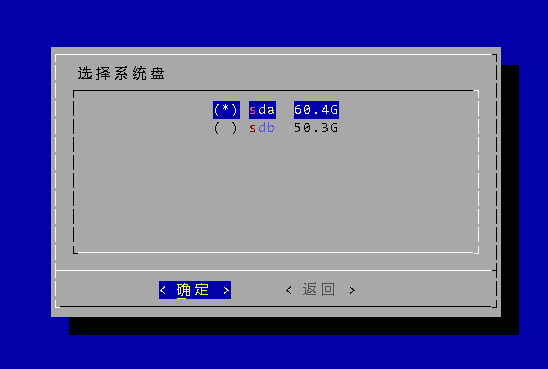 选择系统盘
(*) sda 60.4G
( ) sdb 50.3G
< 确定 > < 返回 >